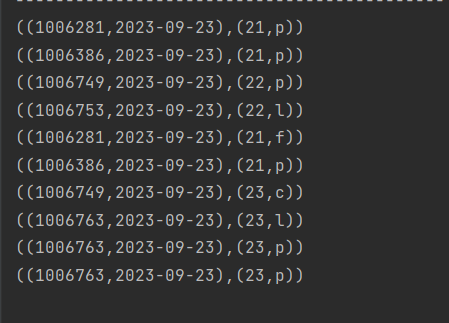 ((1006281,2023-09-23),(21,p))
((1006386,2023-09-23),(21,p))
((1006749,2023-09-23),(22,p))
((1006753,2023-09-23),(22,l))
((1006281,2023-09-23),(21,f))
((1006386,2023-09-23),(21,p))
((1006749,2023-09-23),(23,c))
((1006763,2023-09-23),(23,l))
((1006763,2023-09-23),(23,p))
((1006763,2023-09-23),(23,p))